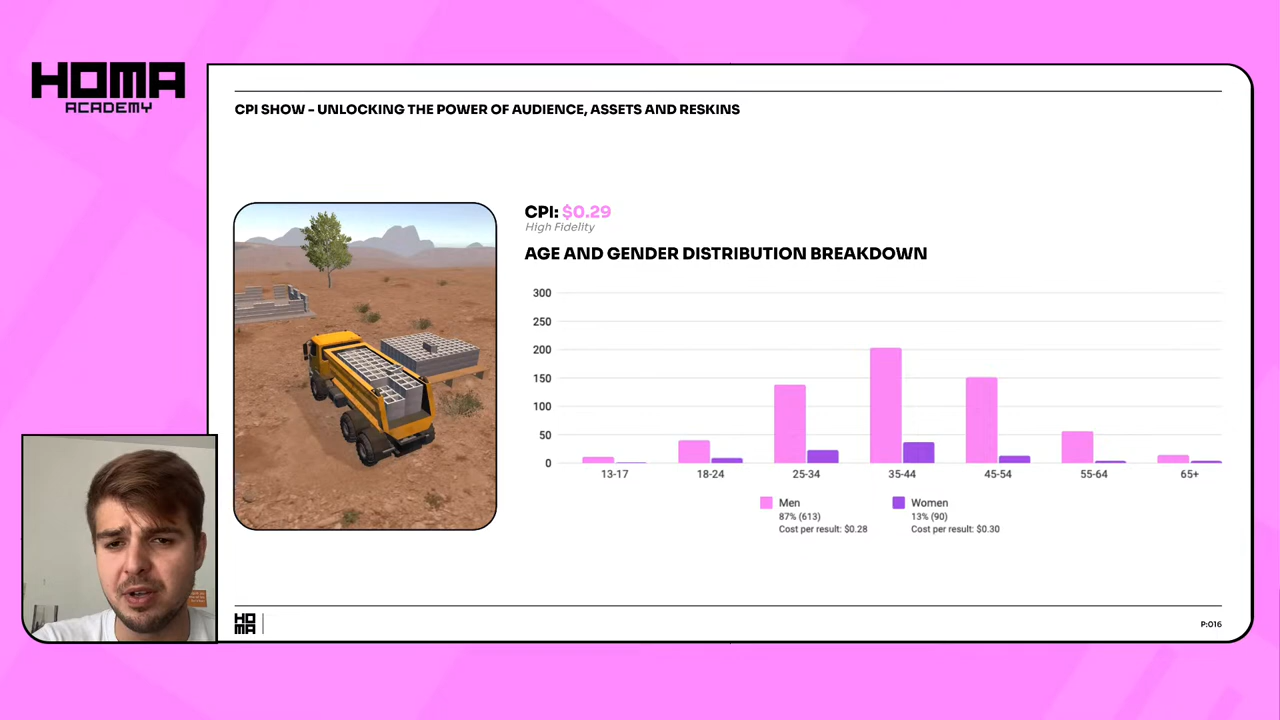 HOMA
ACADEMY
CPI SHOW - UNLOCKING THE POWER OF AUDIENCE, ASSETS AND RESKINS
CPI: $0.29
High Fidelity
AGE AND GENDER DISTRIBUTION BREAKDOWN
300
250
200
150
100
50
0
13-17 18-24 25-34 35-44 45-54 55-64 65+
Men Women
87% (613) 13% (90)
Cost per result: $0.28 Cost per result: $0.30
HO
MA
P:016